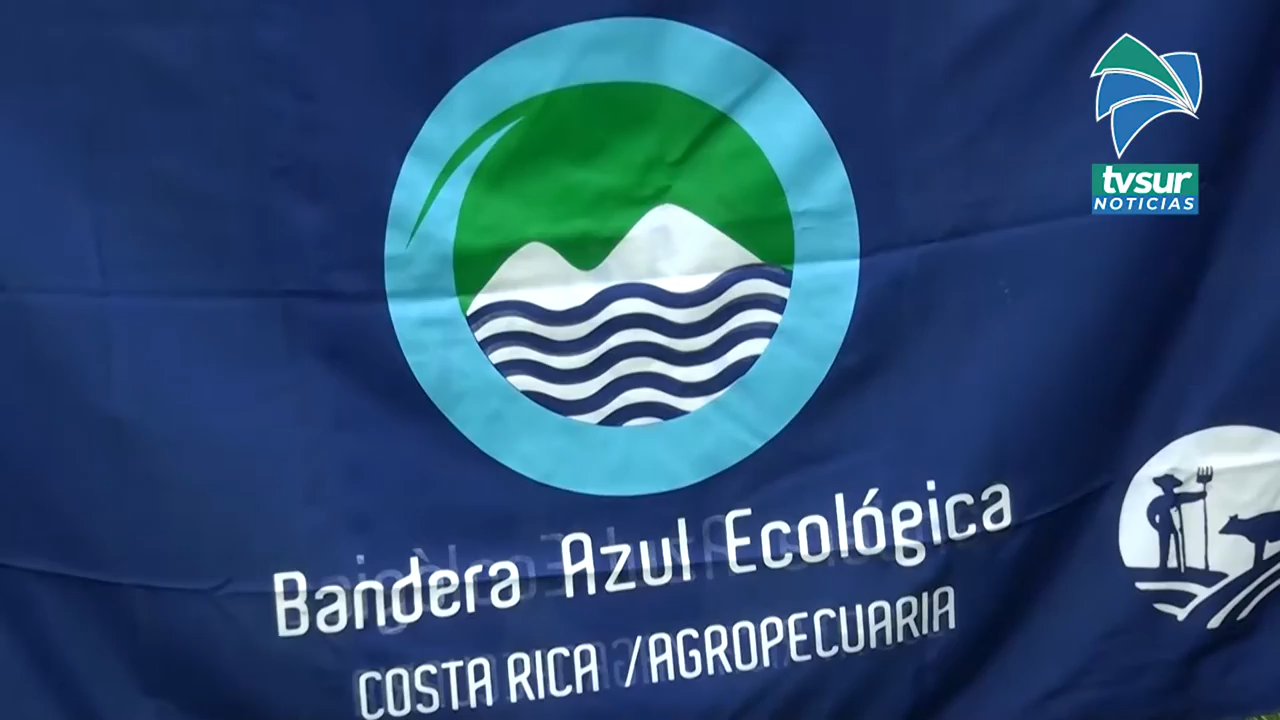 tvsur
NOTICIAS
Bandera Azul Ecológica
COSTA RICA / AGROPECUARIA